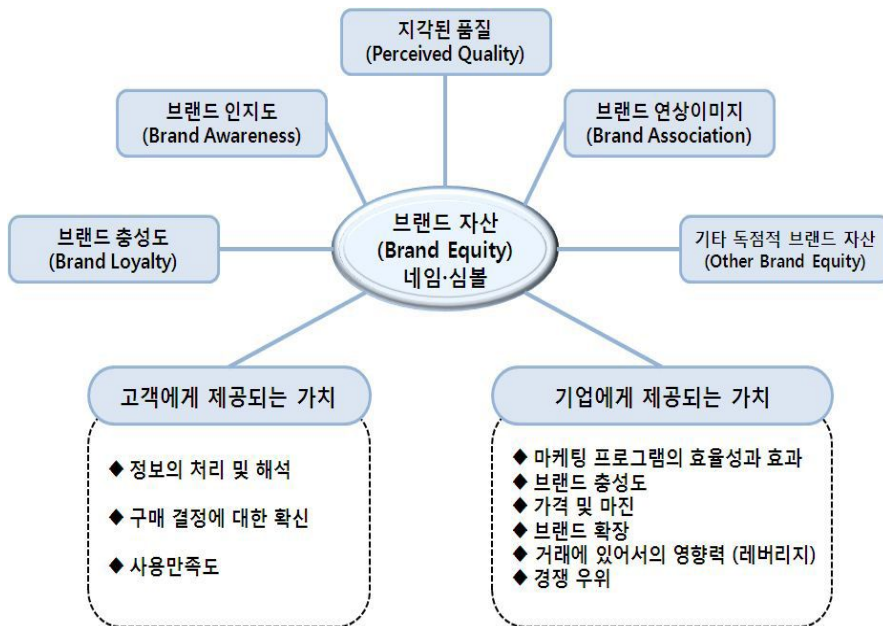 지각된 품질
(Perceived Quality)
브랜드 인지도
(Brand Awareness)
브랜드 연상이미지
(Brand Association)
브랜드 충성도
(Brand Loyalty)
브랜드 자산
(Brand Equity)
네임·심볼
기타 독점적 브랜드 자산
(Other Brand Equity)
고객에게 제공되는 가치
◆ 정보의 처리 및 해석
◆ 구매 결정에 대한 확신
◆ 사용만족도
기업에게 제공되는 가치
◆ 마케팅 프로그램의 효율성과 효과
◆ 브랜드 충성도
◆ 가격 및 마진
◆ 브랜드 확장
◆ 거래에 있어서의 영향력 (레버리지)
◆ 경쟁 우위